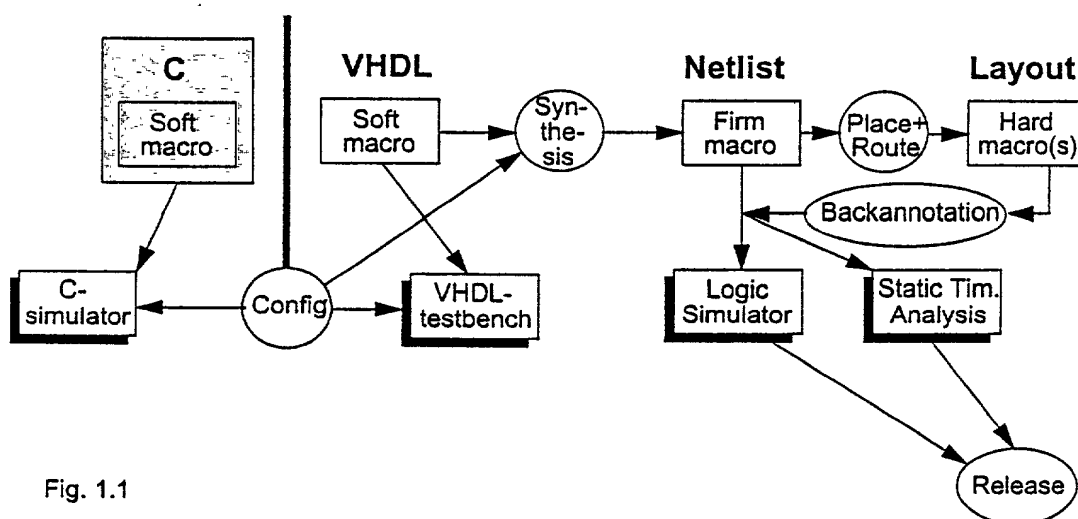 C
Soft
macro
VHDL
Soft
macro
Syn-
the-
sis
Netlist
Firm
macro
Place+
Route
Layout
Hard
macro(s)
Backannotation
C-
simulator
Config
VHDL-
testbench
Logic
Simulator
Static Tim.
Analysis
Release
Fig. 1.1